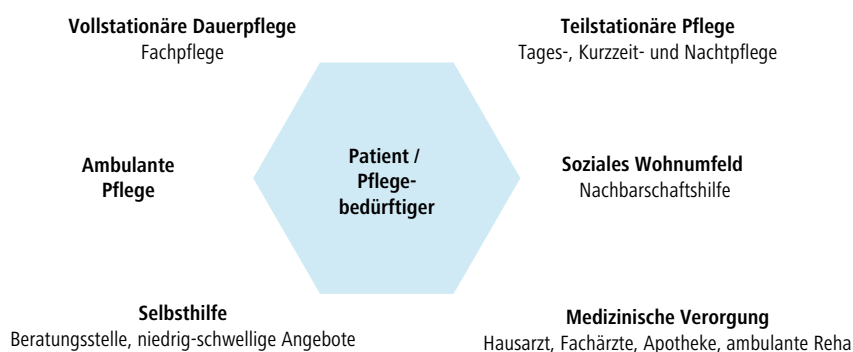 Vollstationäre Dauerpflege
Fachpflege
Teilstationäre Pflege
Tages-, Kurzzeit- und Nachtpflege
Ambulante
Pflege
Patient /
Pflege-
bedürftiger
Soziales Wohnumfeld
Nachbarschaftshilfe
Selbsthilfe
Beratungsstelle, niedrig-schwellige Angebote
Medizinische Verorgung
Hausarzt, Fachärzte, Apotheke, ambulante Reha